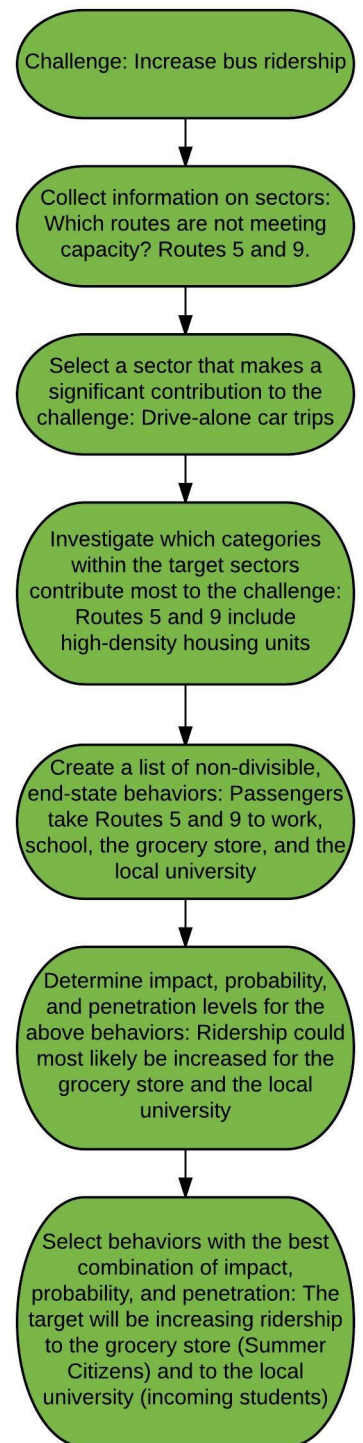 Challenge: Increase bus ridership
Collect information on sectors:
Which routes are not meeting
capacity? Routes 5 and 9.
Select a sector that makes a
significant contribution to the
challenge: Drive-alone car trips
Investigate which categories
within the target sectors
contribute most to the challenge:
Routes 5 and 9 include
high-density housing units
Create a list of non-divisible,
end-state behaviors: Passengers
take Routes 5 and 9 to work,
school, the grocery store, and the
local university
Determine impact, probability,
and penetration levels for the
above behaviors: Ridership could
most likely be increased for the
grocery store and the local
university
Select behaviors with the best
combination of impact,
probability, and penetration: The
target will be increasing ridership
to the grocery store (Summer
Citizens) and to the local
university (incoming students)